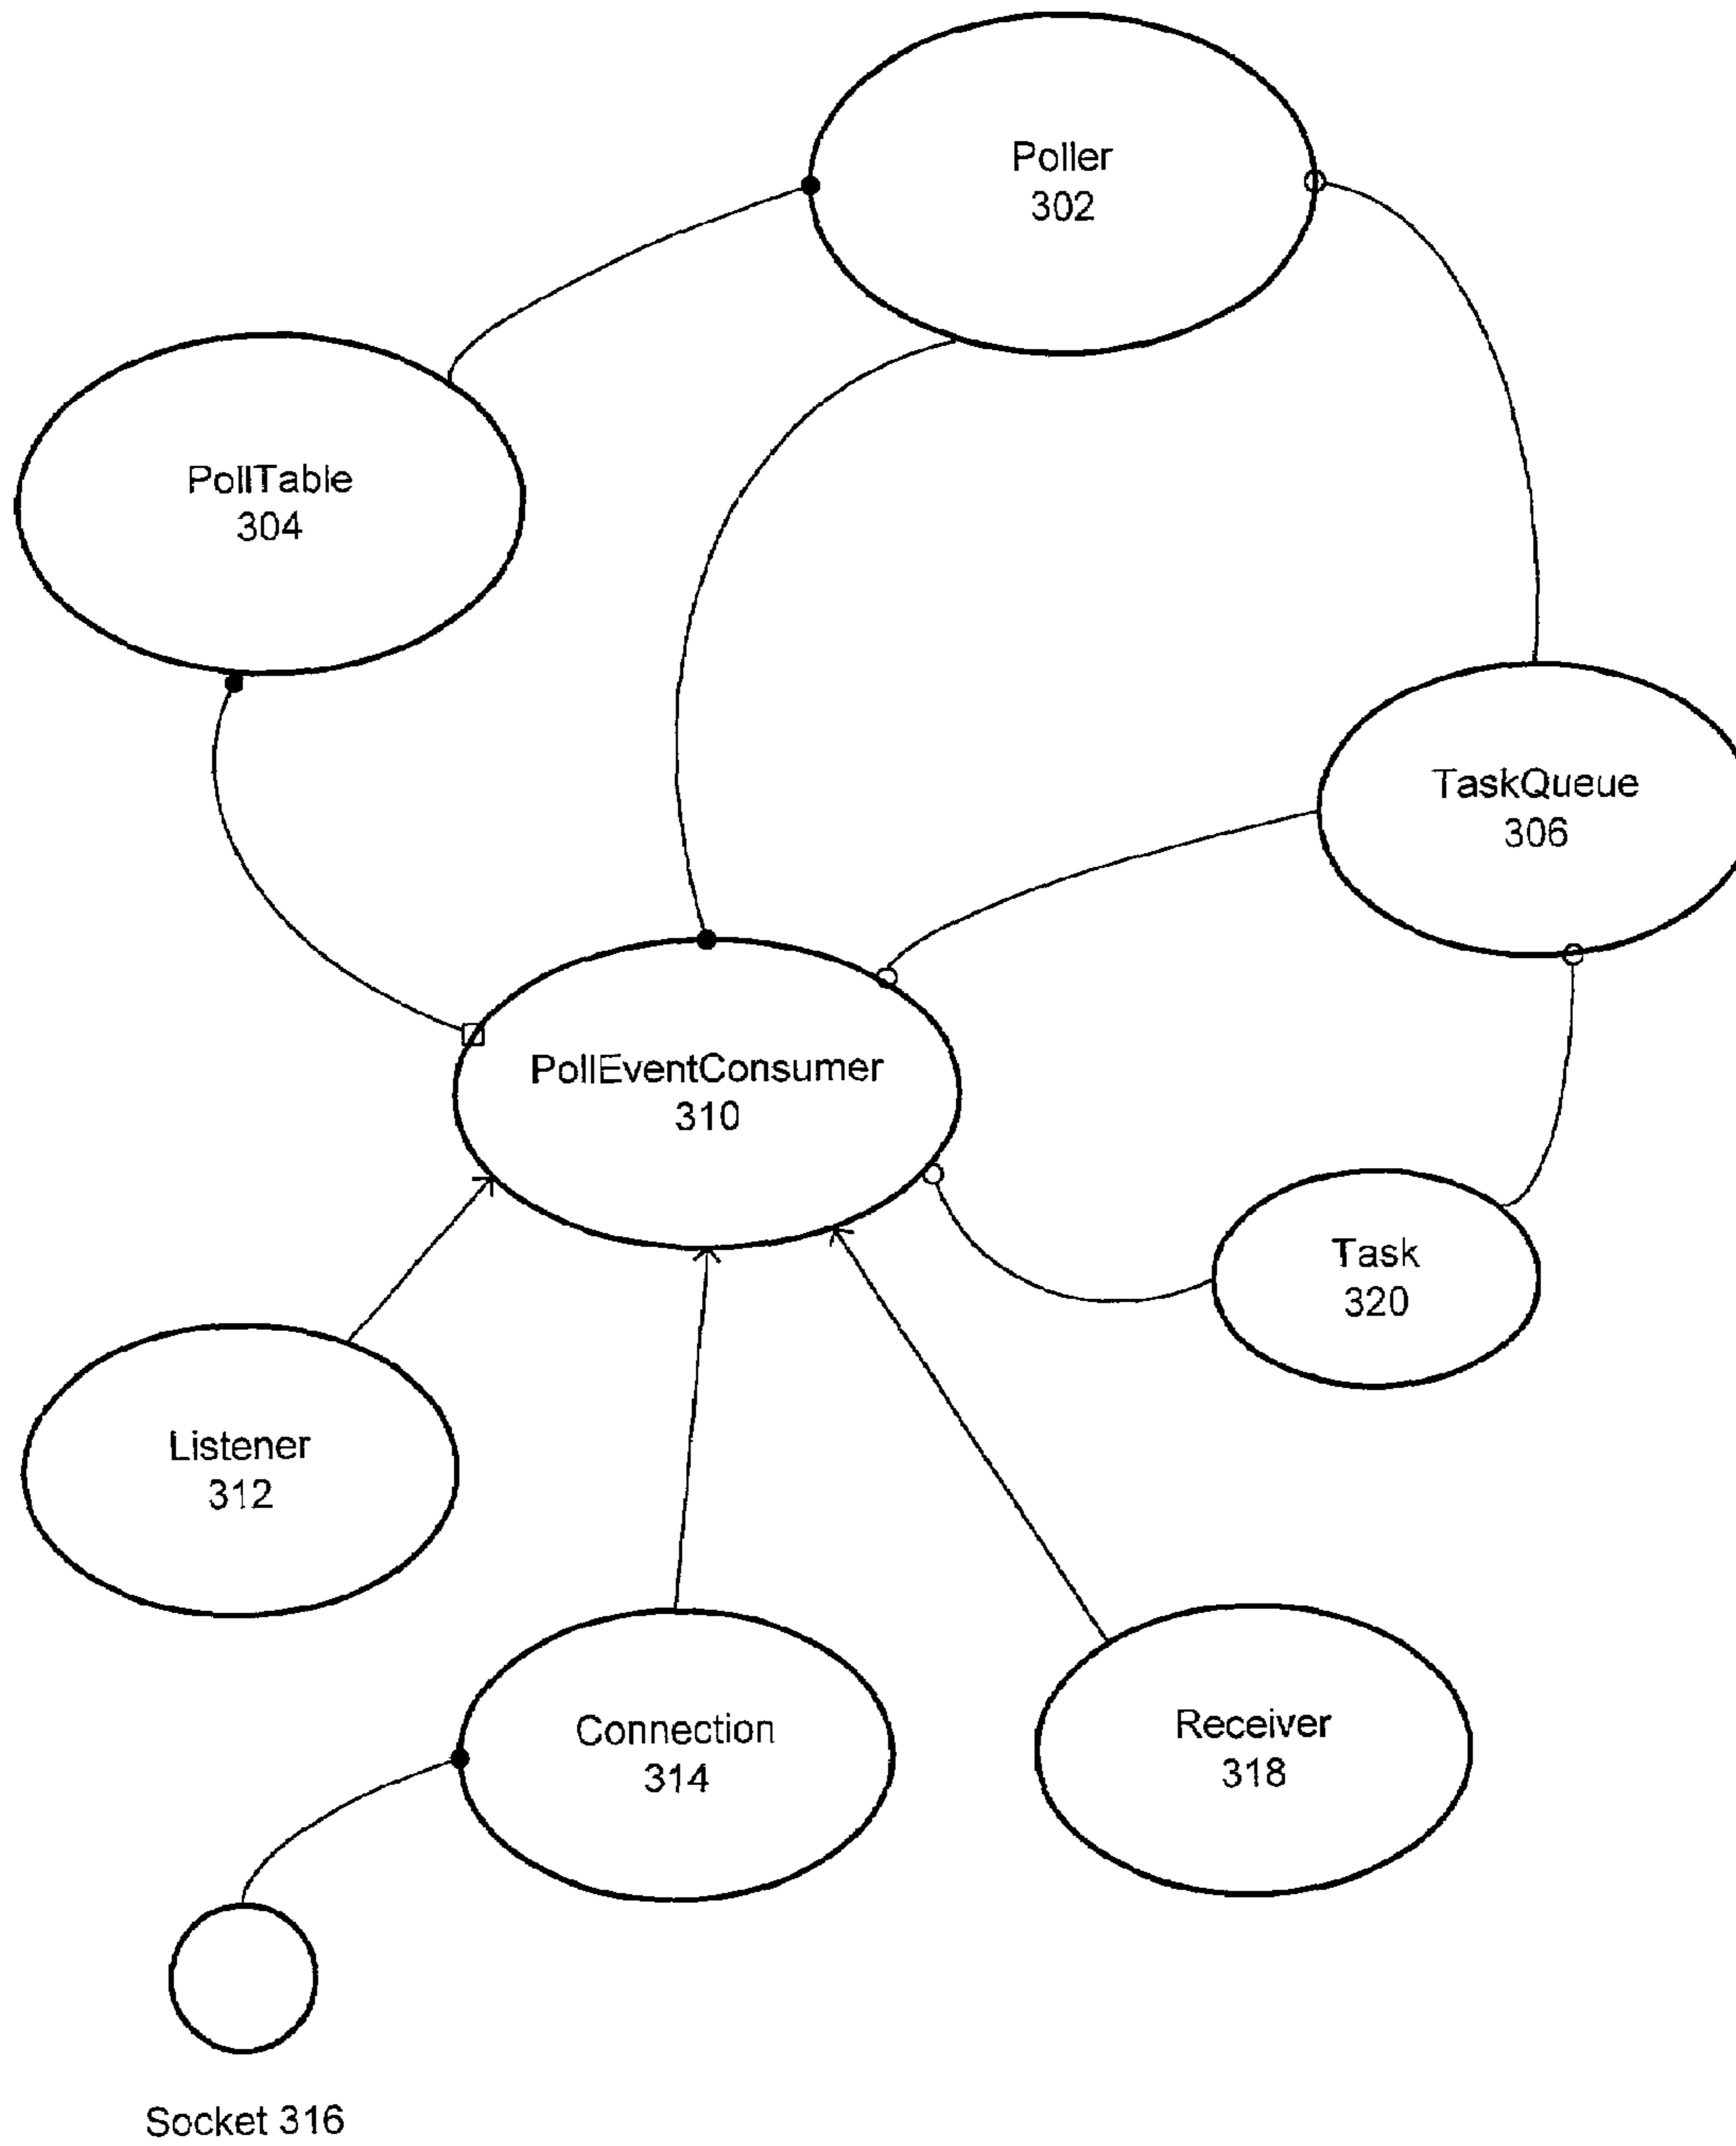 Poller
302
PollTable
304
TaskQueue
306
PollEventConsumer
310
Task
320
Listener
312
Connection
314
Receiver
318
Socket 316